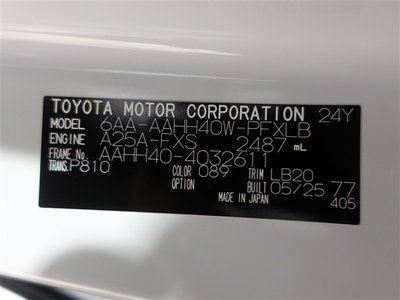 TOYOTA MOTOR CORPORATION 24Y
MODEL 6AA-AAHH40W-PFXLB
ENGINE A25A-FXS 2487 mL
FRAME No. AAHH40-4032611
TRANS. P810 COLOR 089 TRIM LB20
OPTION BUILT 05/25 77
MADE IN JAPAN 405